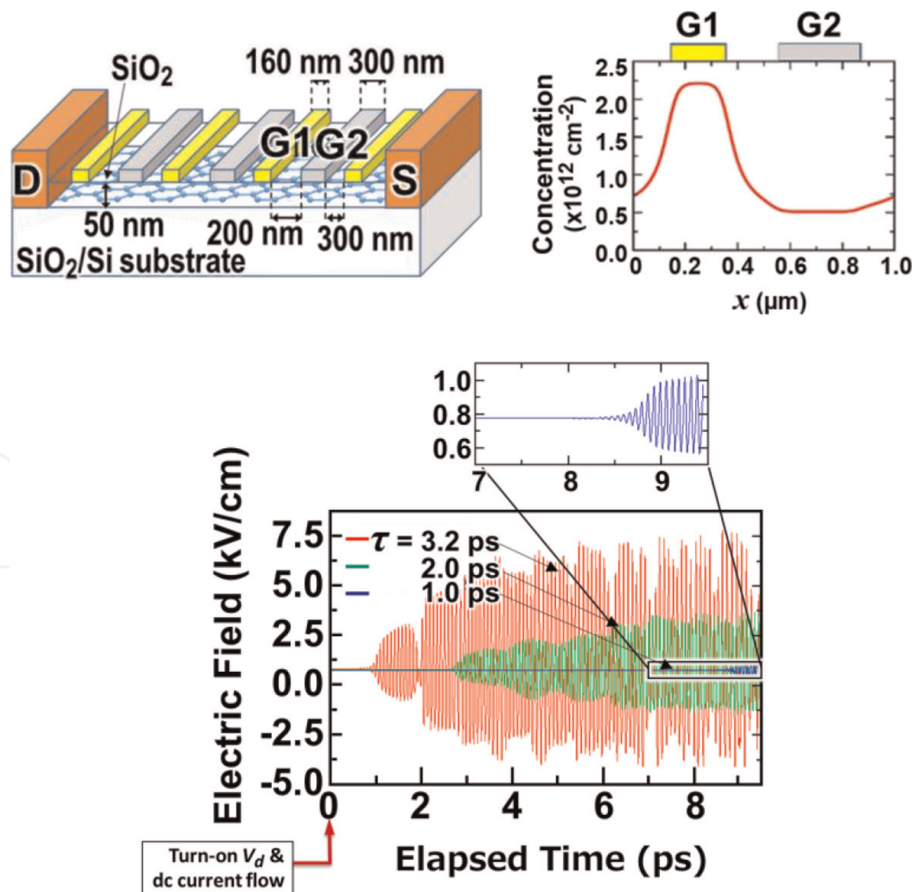 SiO₂
160 nm
300 nm
G1
G2
D
S
50 nm
200 nm
300 nm
SiO₂/Si substrate
G1
G2
Concentration
(x10¹² cm⁻²)
2.5
2.0
1.5
1.0
0.5
0.0
0
0.2
0.4
0.6
0.8
1.0
x (μm)
1.0
0.8
0.6
7
8
9
Electric Field (kV/cm)
7.5
5.0
2.5
0.0
-2.5
-5.0
τ = 3.2 ps
2.0 ps
1.0 ps
0
2
4
6
8
Elapsed Time (ps)
Turn-on Vd &
dc current flow